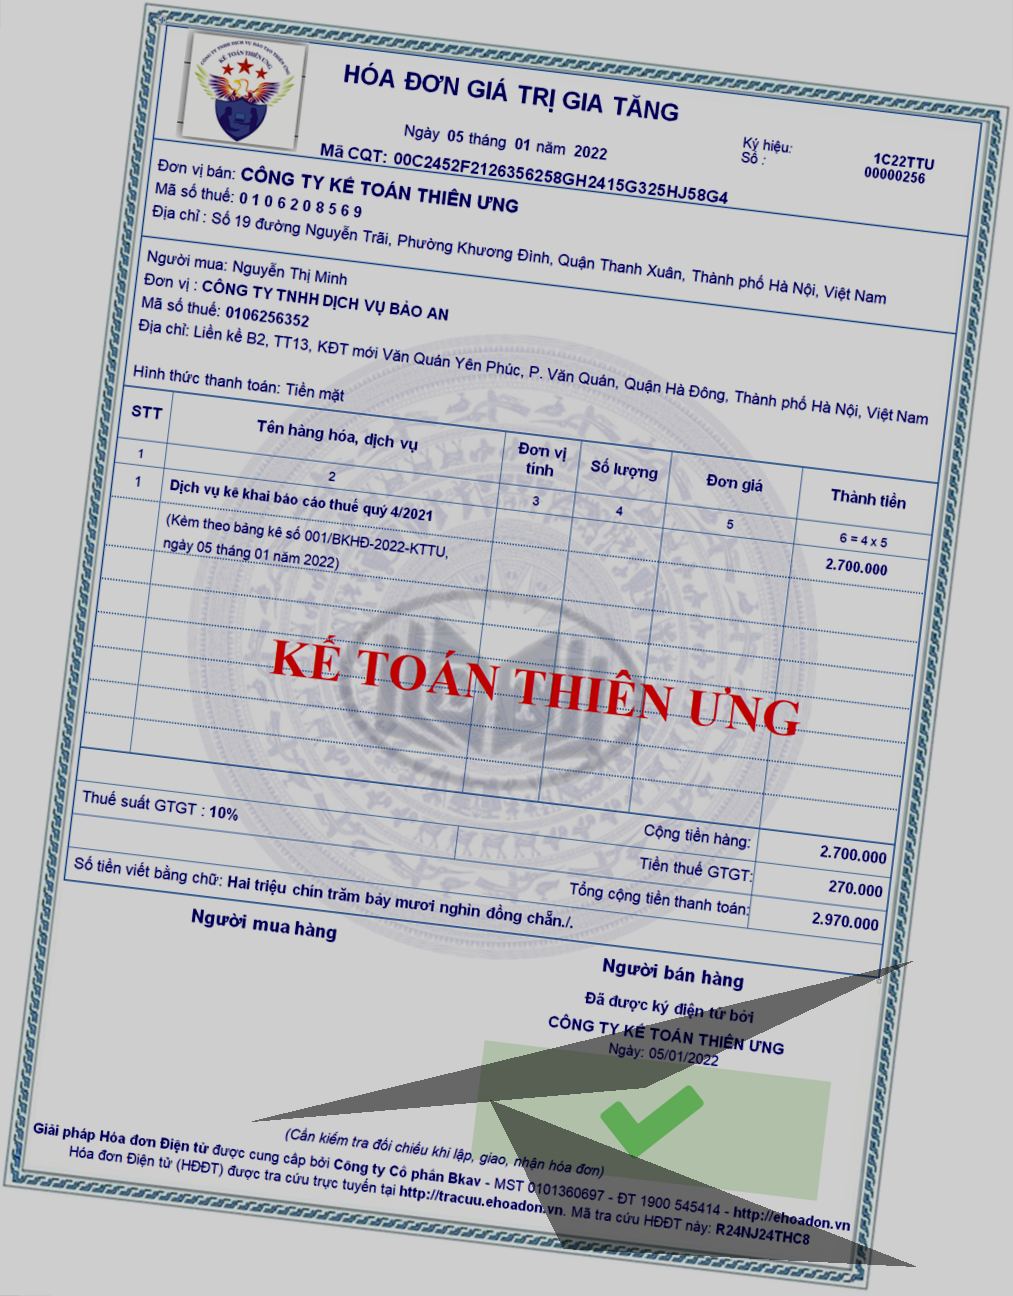 CÔNG TY TNHH DỊCH VỤ ĐÀO TẠO THIÊN ƯNG
KẾ TOÁN THIÊN ƯNG
HÓA ĐƠN GIÁ TRỊ GIA TĂNG
Ngày 05 tháng 01 năm 2022
Mã CQT: 00C2452F2126356258GH2415G325HJ58G4
Ký hiệu: 1C22TTU
Số : 00000256
Đơn vị bán: CÔNG TY KẾ TOÁN THIÊN ƯNG
Mã số thuế: 0 1 0 6 2 0 8 5 6 9
Địa chỉ : Số 19 đường Nguyễn Trãi, Phường Khương Đình, Quận Thanh Xuân, Thành phố Hà Nội, Việt Nam
Người mua: Nguyễn Thị Minh
Đơn vị : CÔNG TY TNHH DỊCH VỤ BẢO AN
Mã số thuế: 0106256352
Địa chỉ: Liền kề B2, TT13, KĐT mới Văn Quán Yên Phúc, P. Văn Quán, Quận Hà Đông, Thành phố Hà Nội, Việt Nam
Hình thức thanh toán: Tiền mặt
STT Tên hàng hóa, dịch vụ Đơn vị tính Số lượng Đơn giá Thành tiền
1 2 3 4 5 6 = 4 x 5
1 Dịch vụ kê khai báo cáo thuế quý 4/2021 2.700.000
(Kèm theo bảng kê số 001/BKHĐ-2022-KTTU,
ngày 05 tháng 01 năm 2022)
KẾ TOÁN THIÊN ƯNG
Cộng tiền hàng: 2.700.000
Thuế suất GTGT : 10% Tiền thuế GTGT: 270.000
Tổng cộng tiền thanh toán: 2.970.000
Số tiền viết bằng chữ: Hai triệu chín trăm bảy mươi nghìn đồng chẵn./.
Người mua hàng
Người bán hàng
Đã được ký điện tử bởi
CÔNG TY KẾ TOÁN THIÊN ƯNG
Ngày: 05/01/2022
(Cần kiểm tra đối chiếu khi lập, giao, nhận hóa đơn)
Giải pháp Hóa đơn Điện tử được cung cấp bởi Công ty Cổ phần Bkav - MST 0101360697 - ĐT 1900 545414 - http://ehoadon.vn
Hóa đơn Điện tử (HĐĐT) được tra cứu trực tuyến tại http://tracuu.ehoadon.vn. Mã tra cứu HĐĐT này: R24NJ24THC8